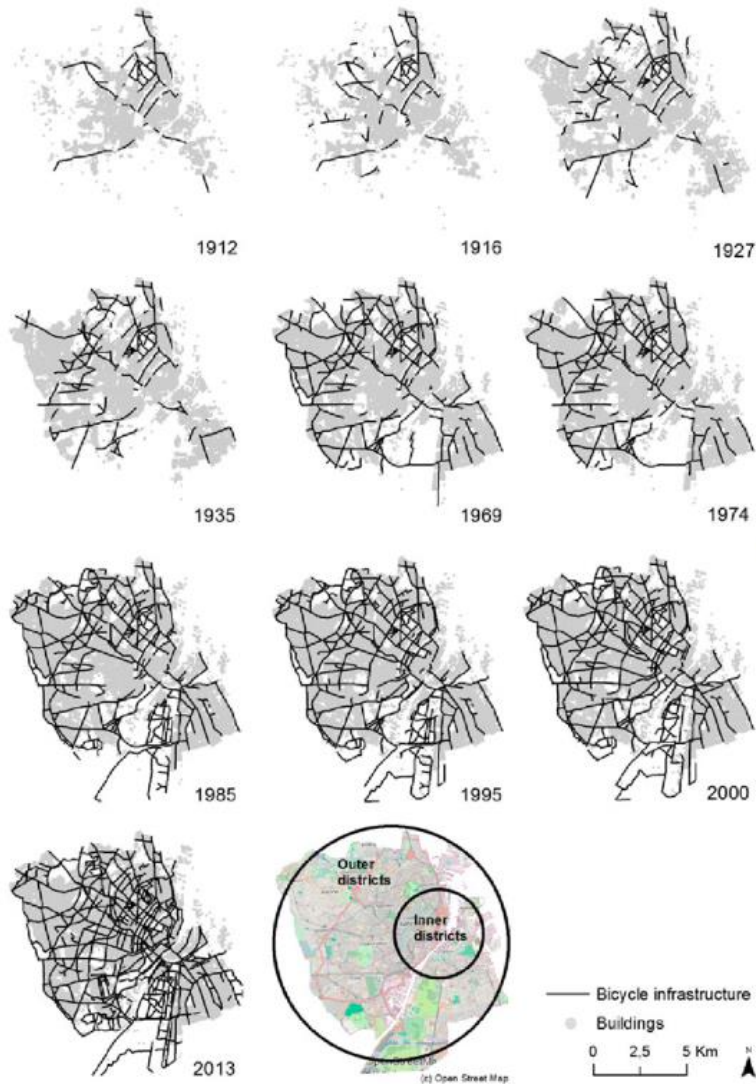 1912
1916
1927
1935
1969
1974
1985
1995
2000
2013
Outer
districts
Inner
districts
(c) Open Street Map
Bicycle infrastructure
Buildings
0 2.5 5 Km
N